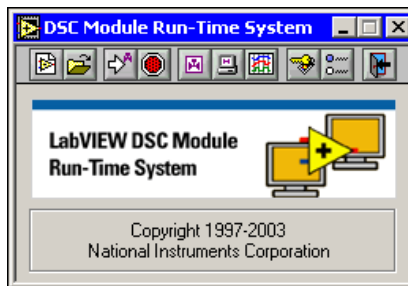 DSC Module Run-Time System
LabVIEW DSC Module
Run-Time System
Copyright 1997-2003
National Instruments Corporation